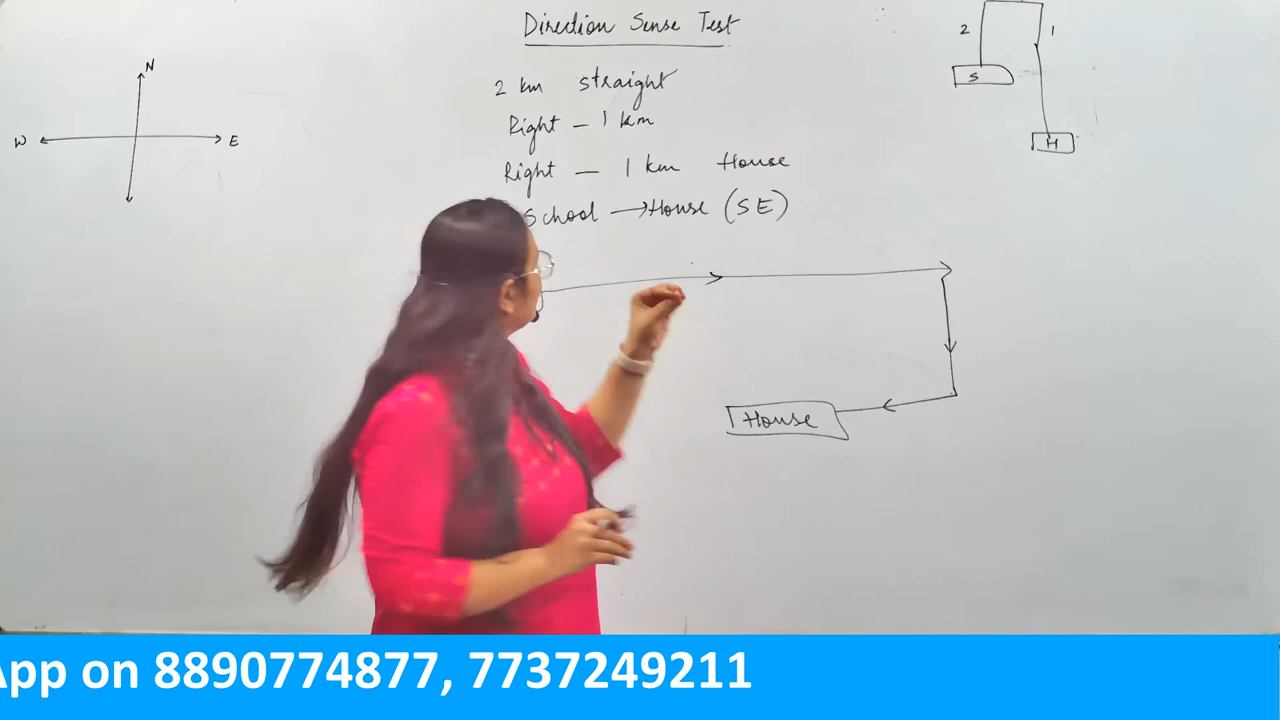 Direction Sense Test
2 km straight
Right - 1 km
Right - 1 km House
School → House (SE)
N
W E
2 1
S
H
House
App on 8890774877, 7737249211